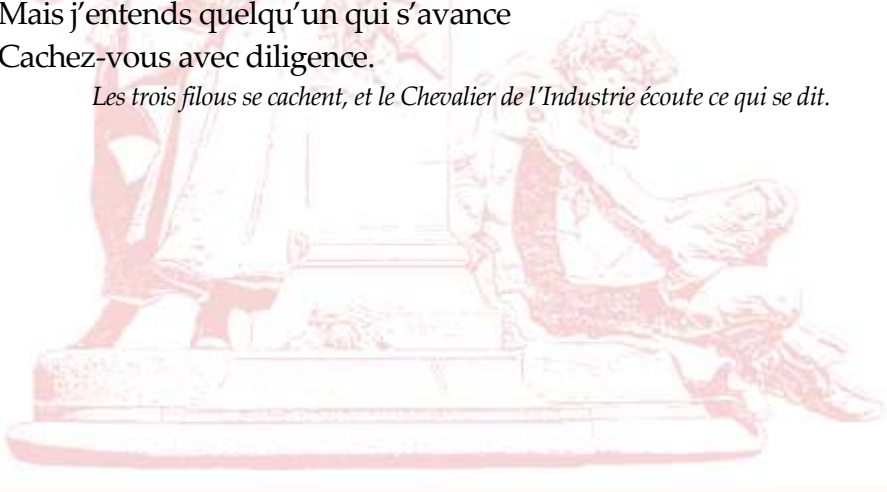 Mais j’entends quelqu’un qui s’avance
Cachez-vous avec diligence.
Les trois filous se cachent, et le Chevalier de l’Industrie écoute ce qui se dit.